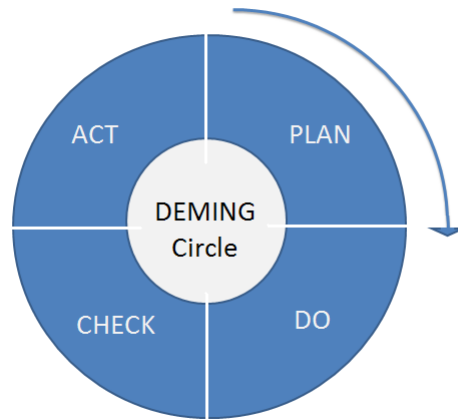 ACT
PLAN
DEMING
Circle
CHECK
DO